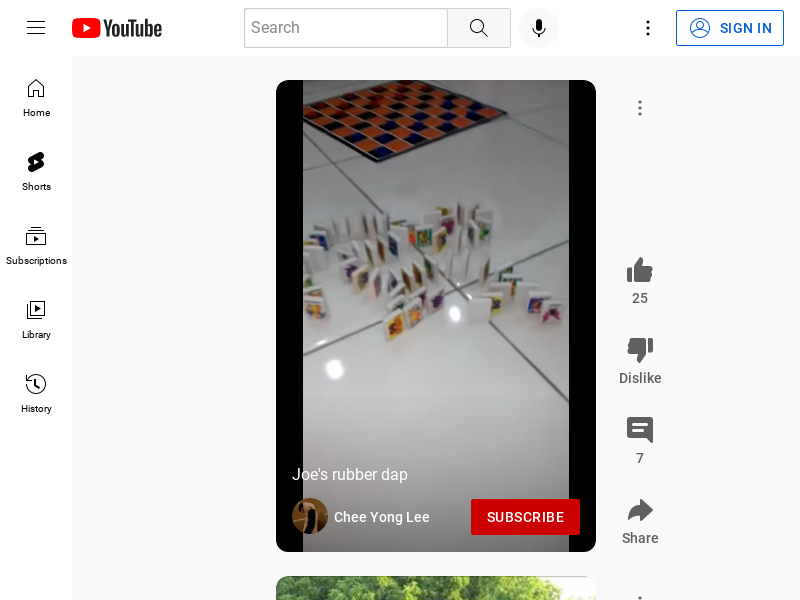 YouTube
Search
SIGN IN
Home
Shorts
Subscriptions
Library
History
25
Dislike
7
Share
Joe's rubber dap
Chee Yong Lee
SUBSCRIBE